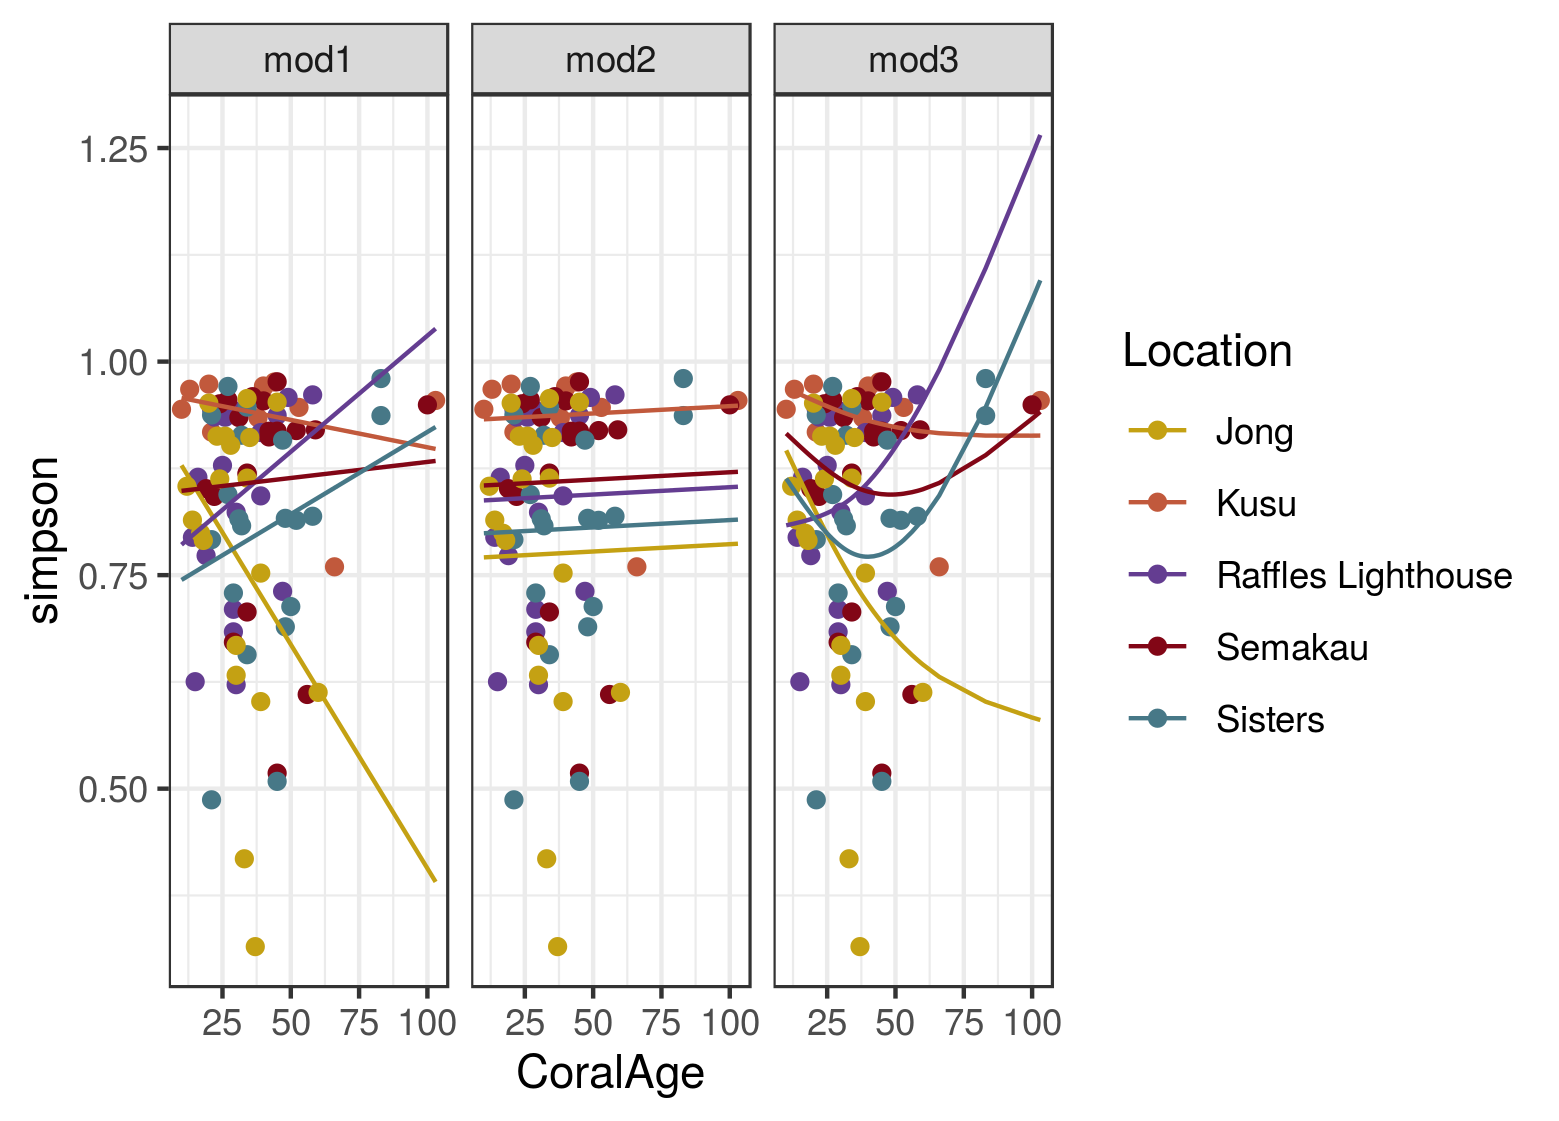 mod1 mod2 mod3
1.25
1.00
0.75
0.50
simpson
25 50 75 100 25 50 75 100 25 50 75 100
CoralAge
Location
Jong
Kusu
Raffles Lighthouse
Semakau
Sisters